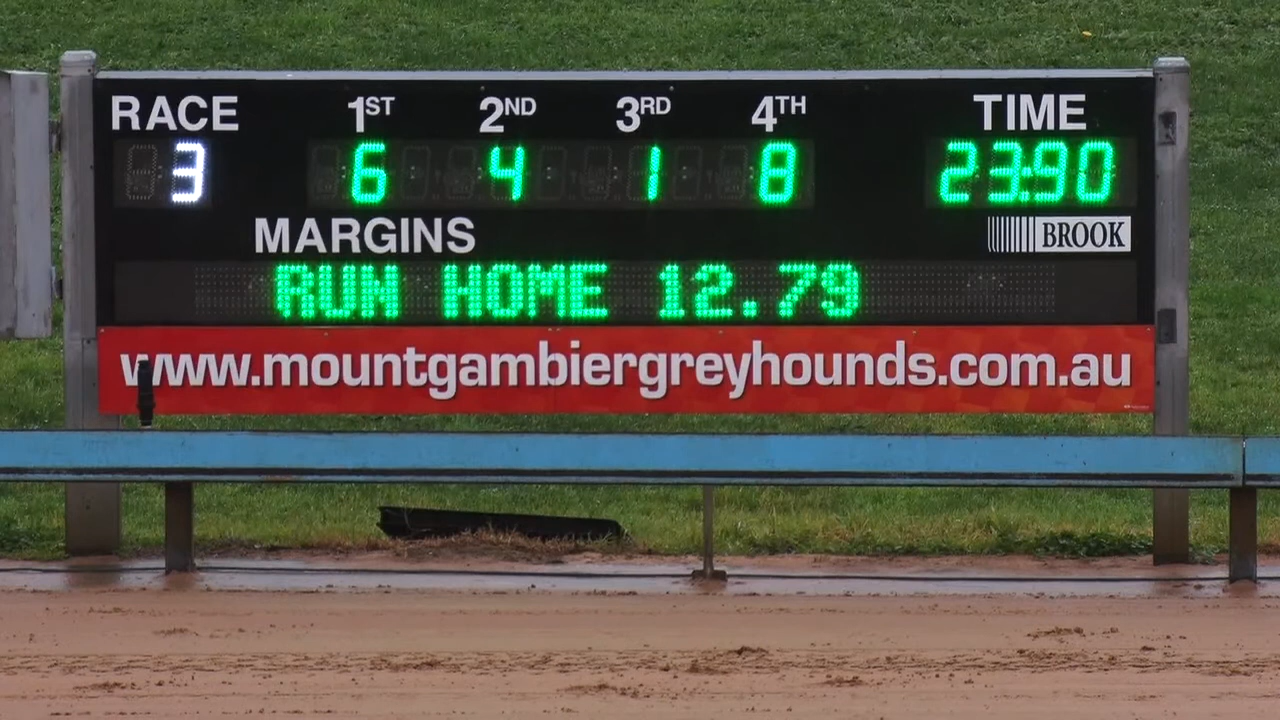 RACE 1ST 2ND 3RD 4TH TIME
3 6 4 1 8 23:90
MARGINS BROOK
RUN HOME 12.79
www.mountgambiergreyhounds.com.au